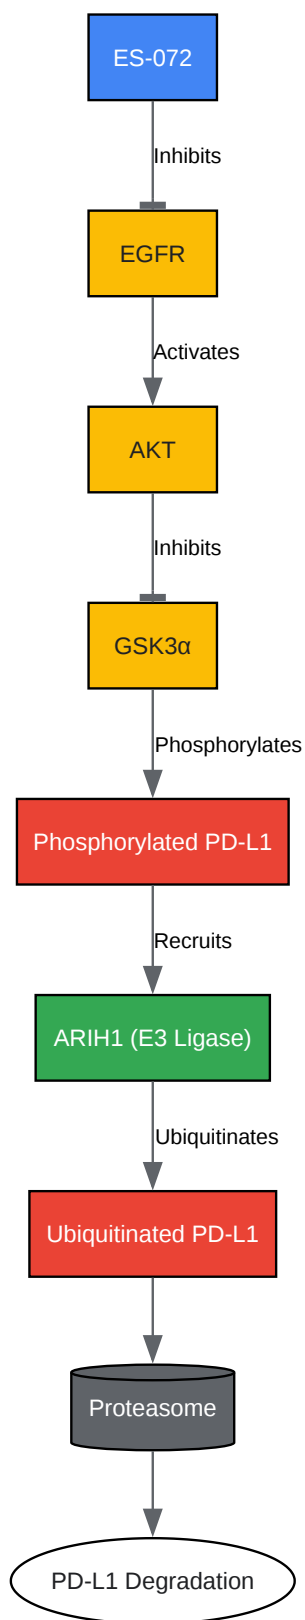 ES-072
Inhibits
EGFR
Activates
AKT
Inhibits
GSK3α
Phosphorylates
Phosphorylated PD-L1
Recruits
ARIH1 (E3 Ligase)
Ubiquitinates
Ubiquitinated PD-L1
Proteasome
PD-L1 Degradation